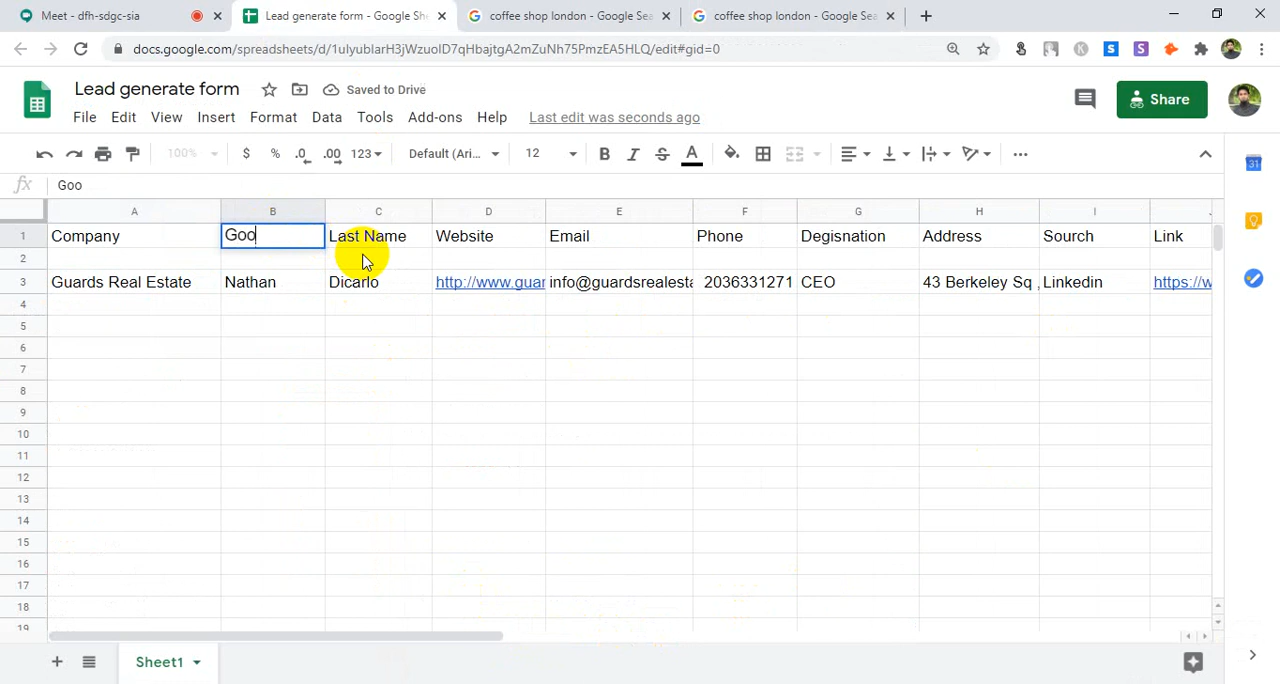 Meet - dfh-sdgc-sia
Lead generate form - Google She
coffee shop london - Google Sea
coffee shop london - Google Sea
docs.google.com/spreadsheets/d/1ulyublarH3jWzuolD7qHbajtgA2mZuNh75PmzEA5HLQ/edit#gid=0
Lead generate form
Saved to Drive
Share
File Edit View Insert Format Data Tools Add-ons Help Last edit was seconds ago
100% $ % .0 .00 123 Default (Ari... 12 B I S A
fx Goo
A B C D E F G H I
1 Company Goo Last Name Website Email Phone Degisnation Address Sourch Link
2
3 Guards Real Estate Nathan Dicarlo http://www.guar info@guardsrealesta 2036331271 CEO 43 Berkeley Sq , Linkedin https://w
4
5
6
7
8
9
10
11
12
13
14
15
16
17
18
19
Sheet1
31